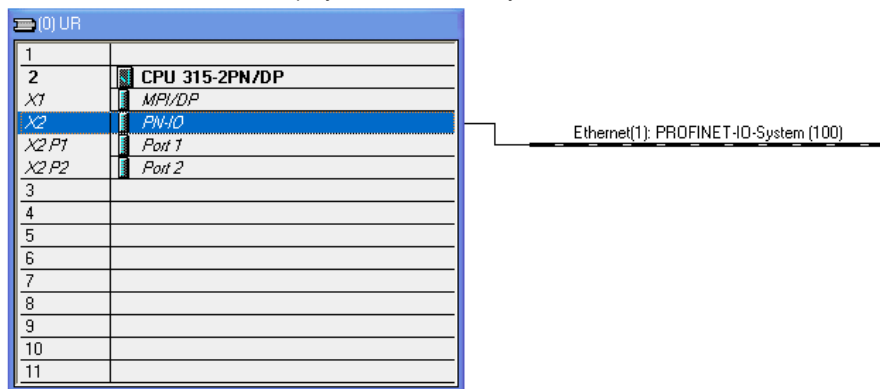 (0) UR
1
2 CPU 315-2PN/DP
X1 MPI/DP
X2 PN-IO
X2 P1 Port 1
X2 P2 Port 2
3
4
5
6
7
8
9
10
11
Ethernet(1): PROFINET-IO-System (100)